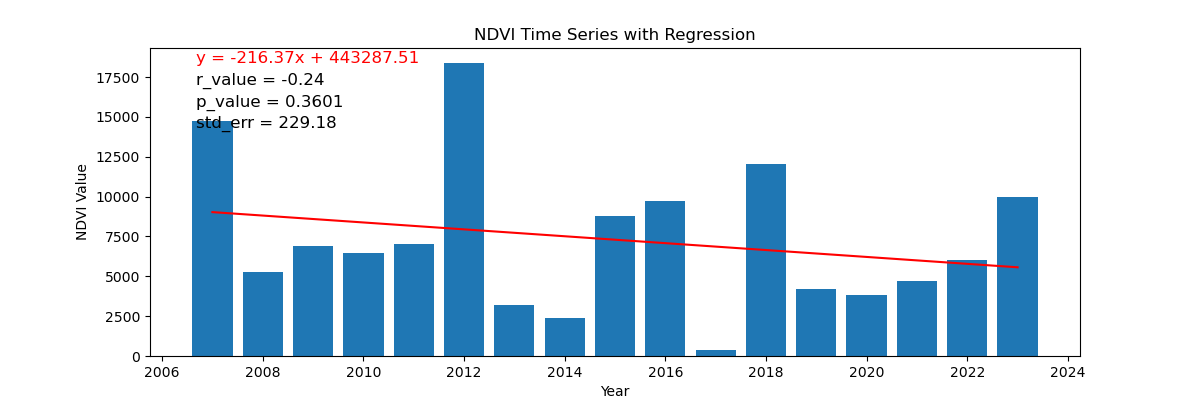 NDVI Time Series with Regression
y = -216.37x + 443287.51
r_value = -0.24
p_value = 0.3601
std_err = 229.18
NDVI Value
17500
15000
12500
10000
7500
5000
2500
0
2006 2008 2010 2012 2014 2016 2018 2020 2022 2024
Year